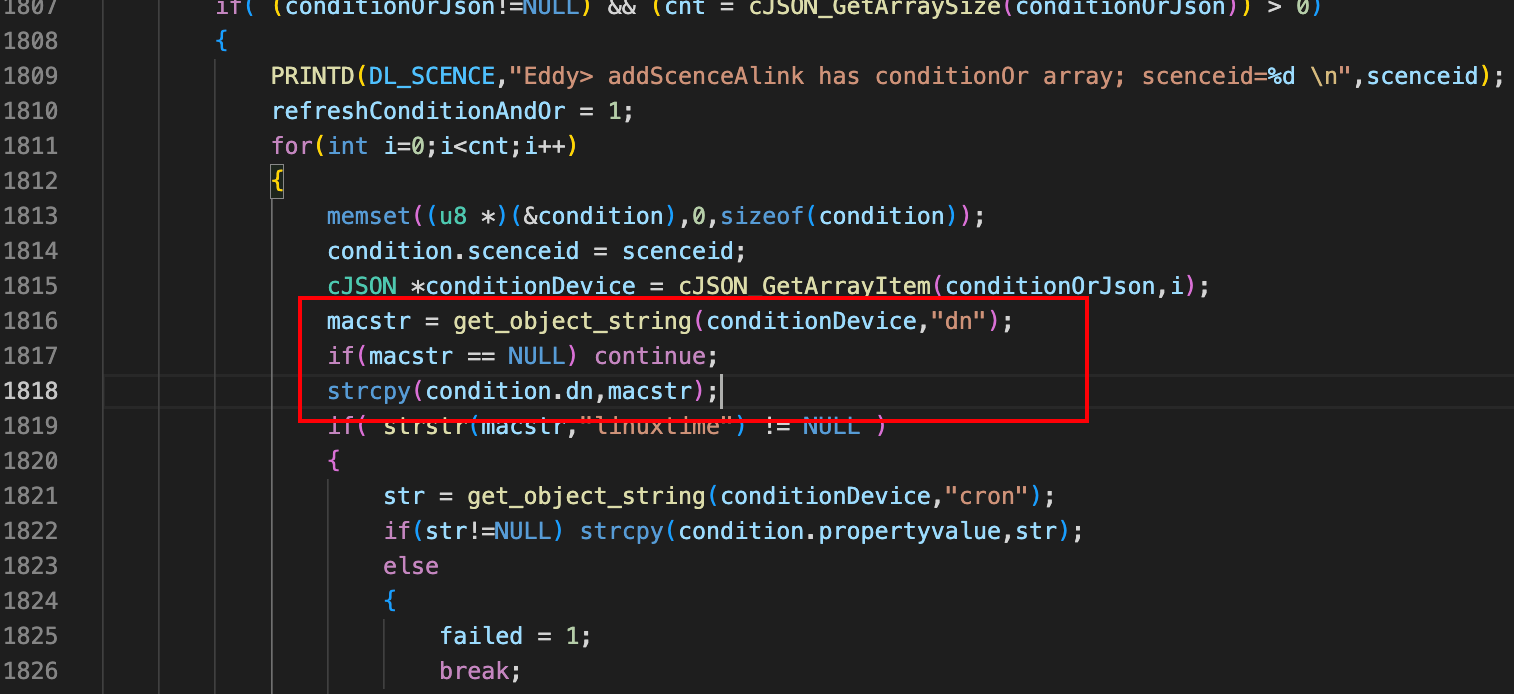 1807 if( (conditionOrJson!=NULL) && (cnt = cJSON_GetArraySize(conditionOrJson)) > 0)
1808 {
1809 PRINTD(DL_SCENCE,"Eddy> addScenceAlink has conditionOr array; scenceid=%d \n",scenceid);
1810 refreshConditionAndOr = 1;
1811 for(int i=0;i<cnt;i++)
1812 {
1813 memset((u8 *)(&condition),0,sizeof(condition));
1814 condition.scenceid = scenceid;
1815 cJSON *conditionDevice = cJSON_GetArrayItem(conditionOrJson,i);
1816 macstr = get_object_string(conditionDevice,"dn");
1817 if(macstr == NULL) continue;
1818 strcpy(condition.dn,macstr);
1819 if( strstr(macstr,"linuxtime") != NULL )
1820 {
1821 str = get_object_string(conditionDevice,"cron");
1822 if(str!=NULL) strcpy(condition.propertyvalue,str);
1823 else
1824 {
1825 failed = 1;
1826 break;